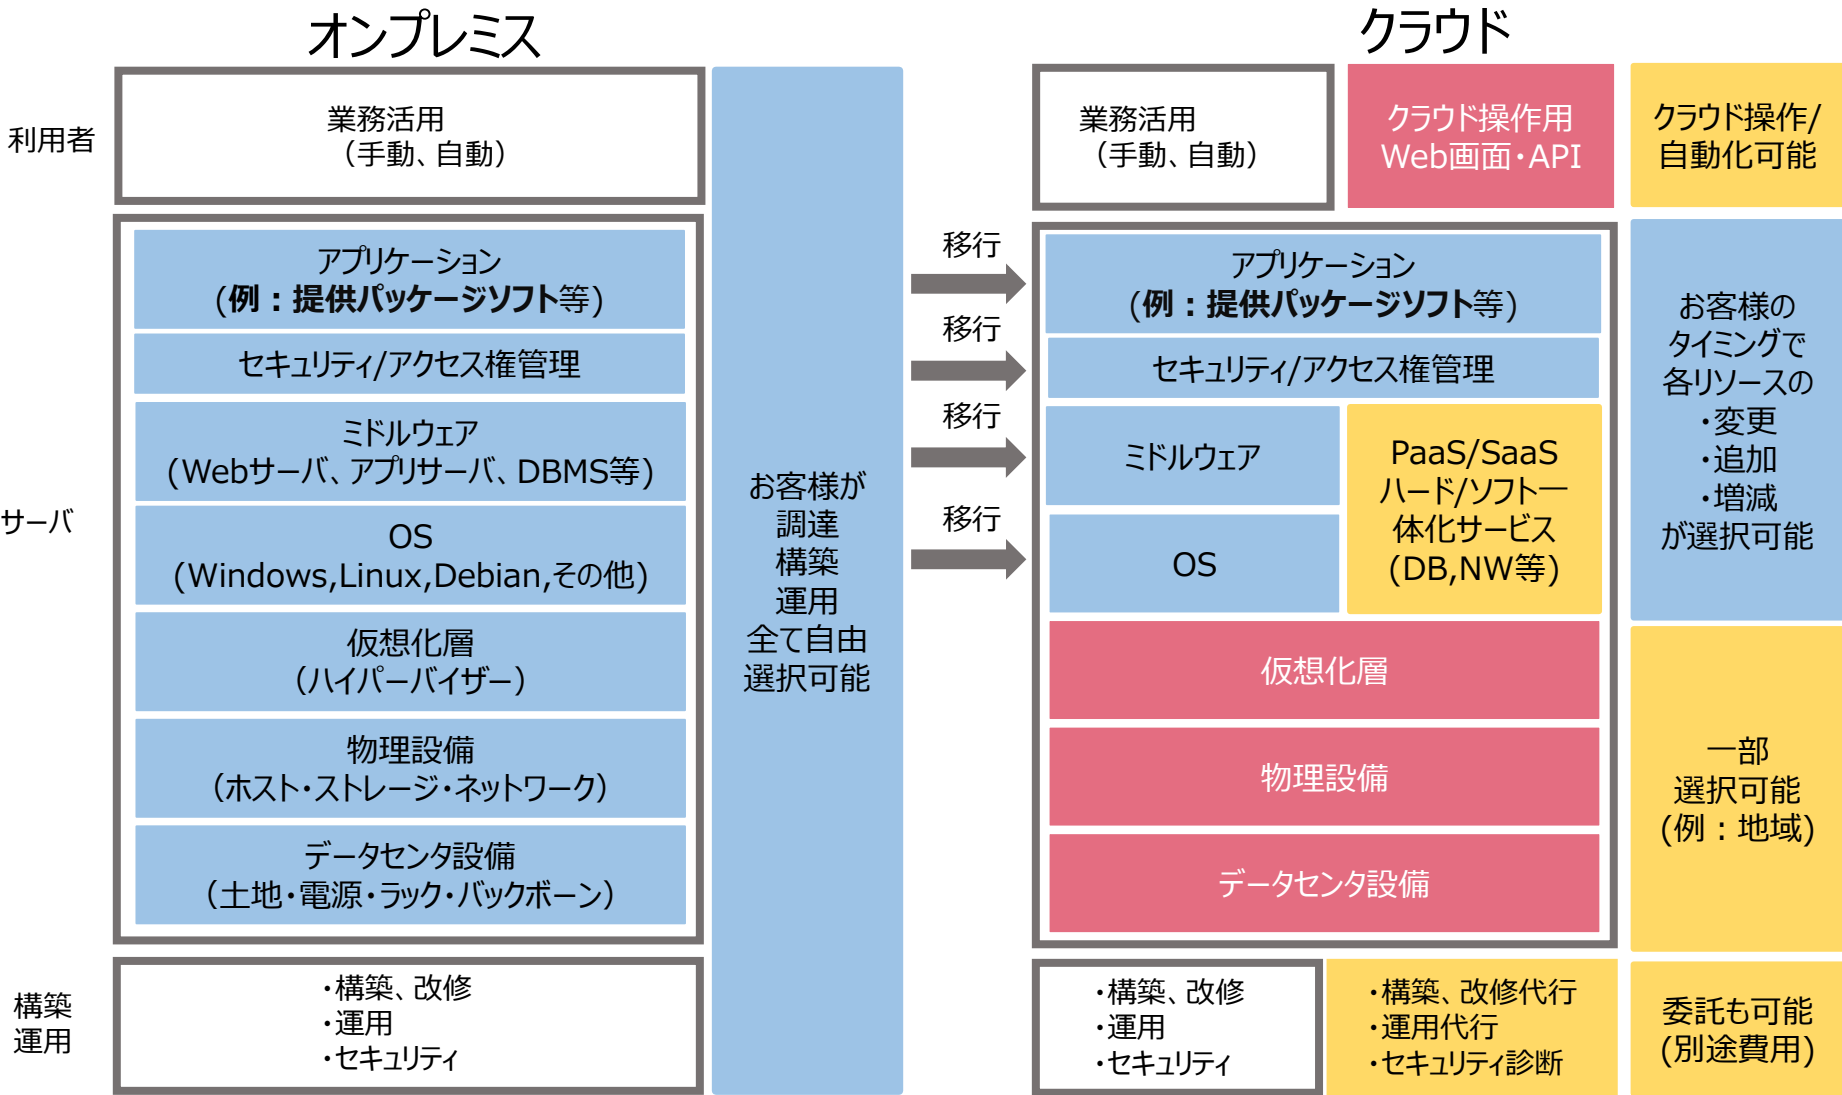 オンプレミス
利用者
業務活用
（手動、自動）
サーバ
アプリケーション
(例：提供パッケージソフト等)
セキュリティ/アクセス権管理
ミドルウェア
(Webサーバ、アプリサーバ、DBMS等)
OS
(Windows,Linux,Debian,その他)
仮想化層
（ハイパーバイザー）
物理設備
（ホスト・ストレージ・ネットワーク）
データセンタ設備
（土地・電源・ラック・バックボーン）
構築
運用
・構築、改修
・運用
・セキュリティ
お客様が
調達
構築
運用
全て自由
選択可能
移行
移行
移行
移行
クラウド
業務活用
（手動、自動）
クラウド操作用
Web画面・API
クラウド操作/
自動化可能
アプリケーション
(例：提供パッケージソフト等)
セキュリティ/アクセス権管理
ミドルウェア
OS
PaaS/SaaS
ハード/ソフト一
体化サービス
(DB,NW等)
仮想化層
物理設備
データセンタ設備
お客様の
タイミングで
各リソースの
・変更
・追加
・増減
が選択可能
一部
選択可能
(例：地域)
・構築、改修
・運用
・セキュリティ
・構築、改修代行
・運用代行
・セキュリティ診断
委託も可能
(別途費用)